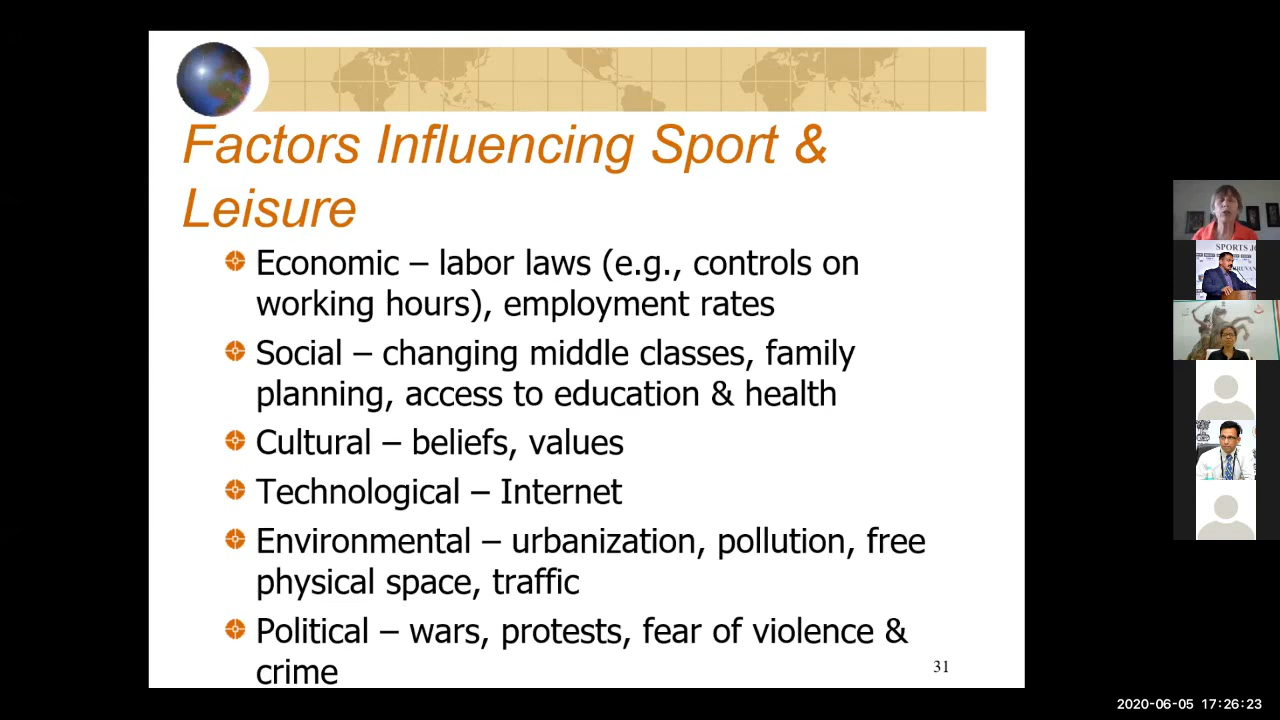 Factors Influencing Sport &
Leisure
Economic – labor laws (e.g., controls on
working hours), employment rates
Social – changing middle classes, family
planning, access to education & health
Cultural – beliefs, values
Technological – Internet
Environmental – urbanization, pollution, free
physical space, traffic
Political – wars, protests, fear of violence &
crime
31
SPORTS JO
2020-06-05 17:26:23